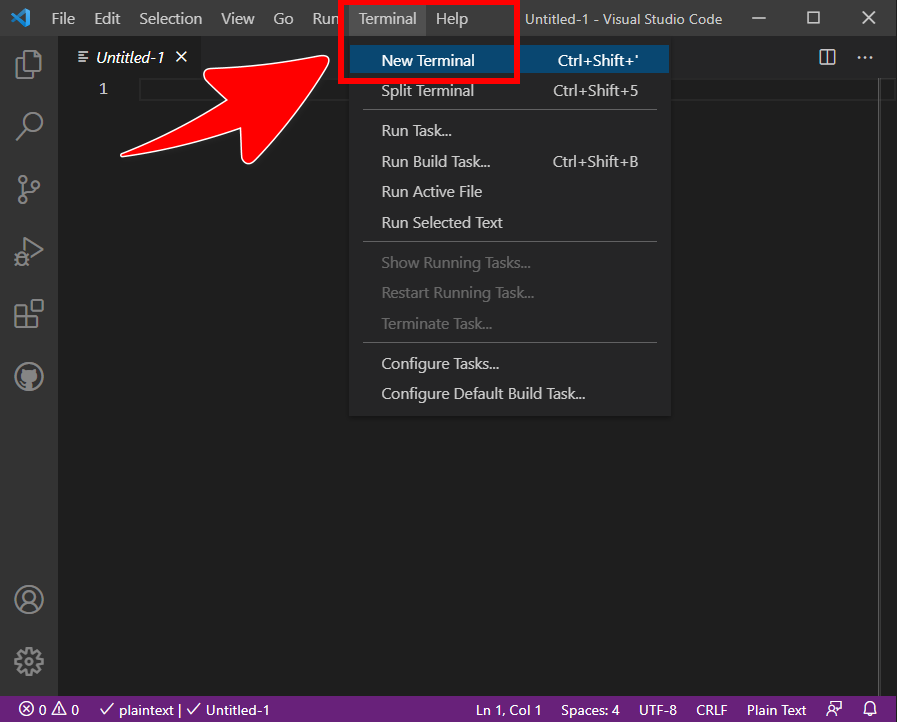 File Edit Selection View Go Run Terminal Help Untitled-1 - Visual Studio Code
Untitled-1
1
New Terminal Ctrl+Shift+'
Split Terminal Ctrl+Shift+5
Run Task...
Run Build Task... Ctrl+Shift+B
Run Active File
Run Selected Text
Show Running Tasks...
Restart Running Task...
Terminate Task...
Configure Tasks...
Configure Default Build Task...
0 0 plaintext | Untitled-1 Ln 1, Col 1 Spaces: 4 UTF-8 CRLF Plain Text